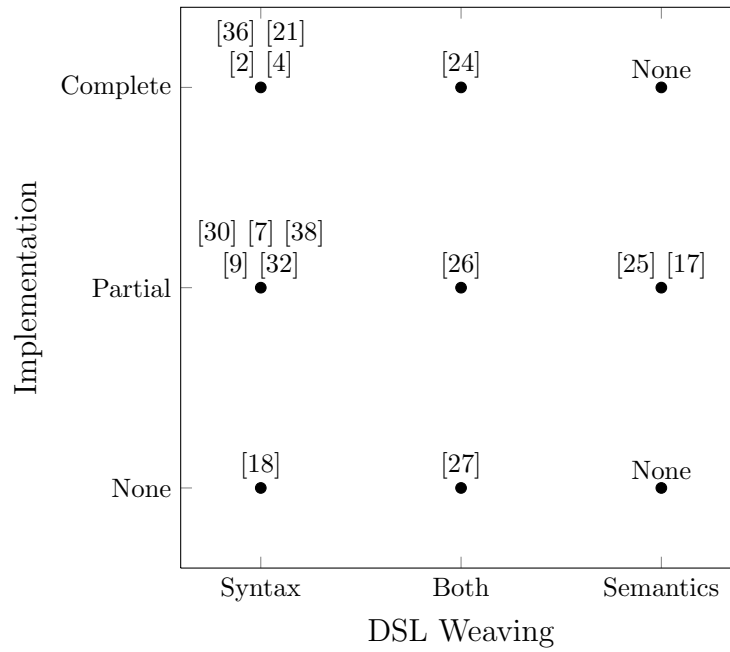 [36] [21]
[2] [4]
[24]
None
Complete
[30] [7] [38]
[9] [32]
[26]
[25] [17]
Partial
Implementation
[18]
[27]
None
None
Syntax
Both
Semantics
DSL Weaving